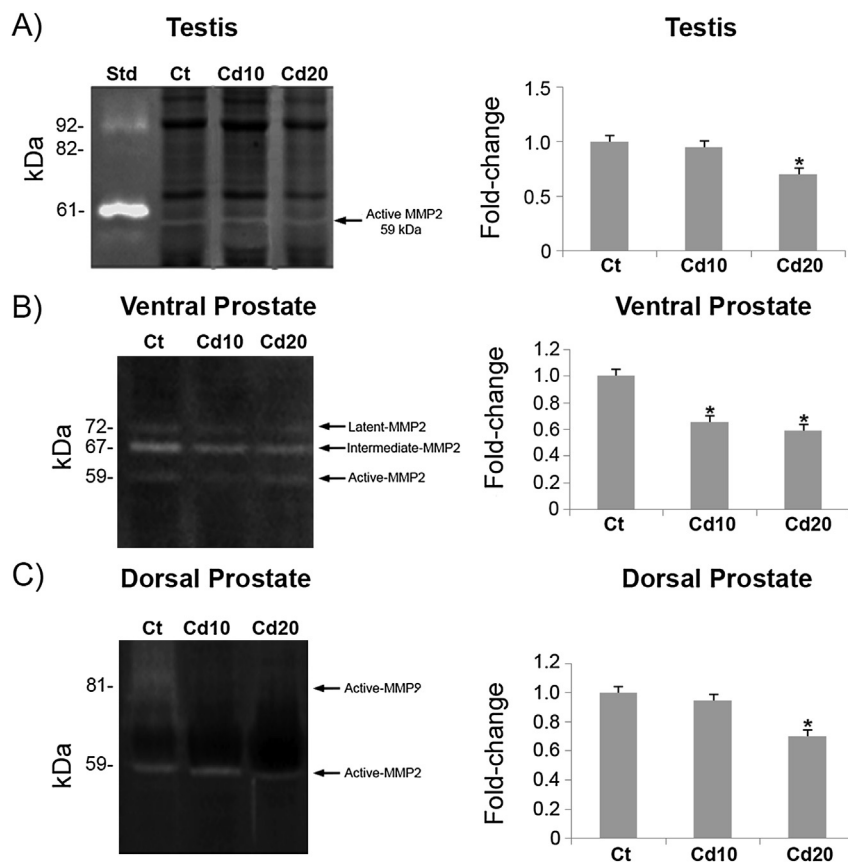 A)
Testis
Std Ct Cd10 Cd20
kDa
92-
82-
61-
Active MMP2
59 kDa
Testis
Fold-change
1.5
1.0
0.5
0
*
Ct Cd10 Cd20
B)
Ventral Prostate
Ct Cd10 Cd20
kDa
72-
67-
59-
Latent-MMP2
Intermediate-MMP2
Active-MMP2
Ventral Prostate
Fold-change
1.2
1.0
0.8
0.6
0.4
0.2
0
* *
Ct Cd10 Cd20
C)
Dorsal Prostate
Ct Cd10 Cd20
kDa
81-
59-
Active-MMP9
Active-MMP2
Dorsal Prostate
Fold-change
1.2
1.0
0.8
0.6
0.4
0.2
0
*
Ct Cd10 Cd20